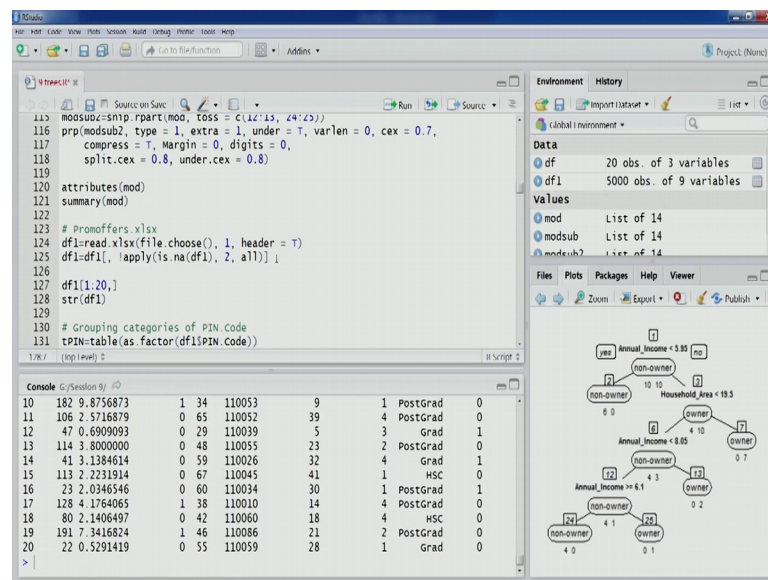 RStudio
File Edit Code View Plots Session Build Debug Profile Tools Help
Go to file/function Addins Project: (None)
9 trees.R* x
Source on Save Run Source
115 modsub2=snip.rpart(mod, toss = c(12:13, 24:25))
116 prp(modsub2, type = 1, extra = 1, under = T, varlen = 0, cex = 0.7,
117 compress = T, Margin = 0, digits = 0,
118 split.cex = 0.8, under.cex = 0.8)
119
120 attributes(mod)
121 summary(mod)
122
123 # Promoffers.xlsx
124 df1=read.xlsx(file.choose(), 1, header = T)
125 df1=df1[, !apply(is.na(df1), 2, all)]
126
127 df1[1:20,]
128 str(df1)
129
130 # Grouping categories of PIN.Code
131 tPIN=table(as.factor(df1$PIN.Code))
128:7 (Top Level) R Script
Console G:/Session 9/
10 182 9.8756873 1 34 110053 9 1 PostGrad 0
11 106 2.5716879 0 65 110052 39 4 PostGrad 0
12 47 0.6909093 0 29 110039 5 3 Grad 1
13 114 3.8000000 0 48 110055 23 2 PostGrad 0
14 41 3.1384614 0 59 110026 32 4 Grad 1
15 113 2.2231914 0 67 110045 41 1 HSC 0
16 23 2.0346546 0 60 110034 30 1 PostGrad 1
17 128 4.1764065 1 38 110010 14 4 PostGrad 0
18 80 2.1406497 0 42 110060 18 4 HSC 0
19 191 7.3416824 1 46 110086 21 2 PostGrad 0
20 22 0.5291419 0 55 110059 28 1 Grad 0
>
Environment History
Import Dataset List
Global Environment
Data
df 20 obs. of 3 variables
df1 5000 obs. of 9 variables
Values
mod List of 14
modsub List of 14
modsub2 List of 14
Files Plots Packages Help Viewer
Zoom Export Publish
1
yes Annual_Income < 5.95 no
non-owner
10 10
2 3
non-owner Household_Area < 19.5
6 0 owner
4 10
6 7
Annual_Income < 8.05 owner
non-owner 0 7
4 3
12 13
Annual_Income >= 6.1 owner
non-owner 0 2
4 1
24 25
non-owner owner
4 0 0 1